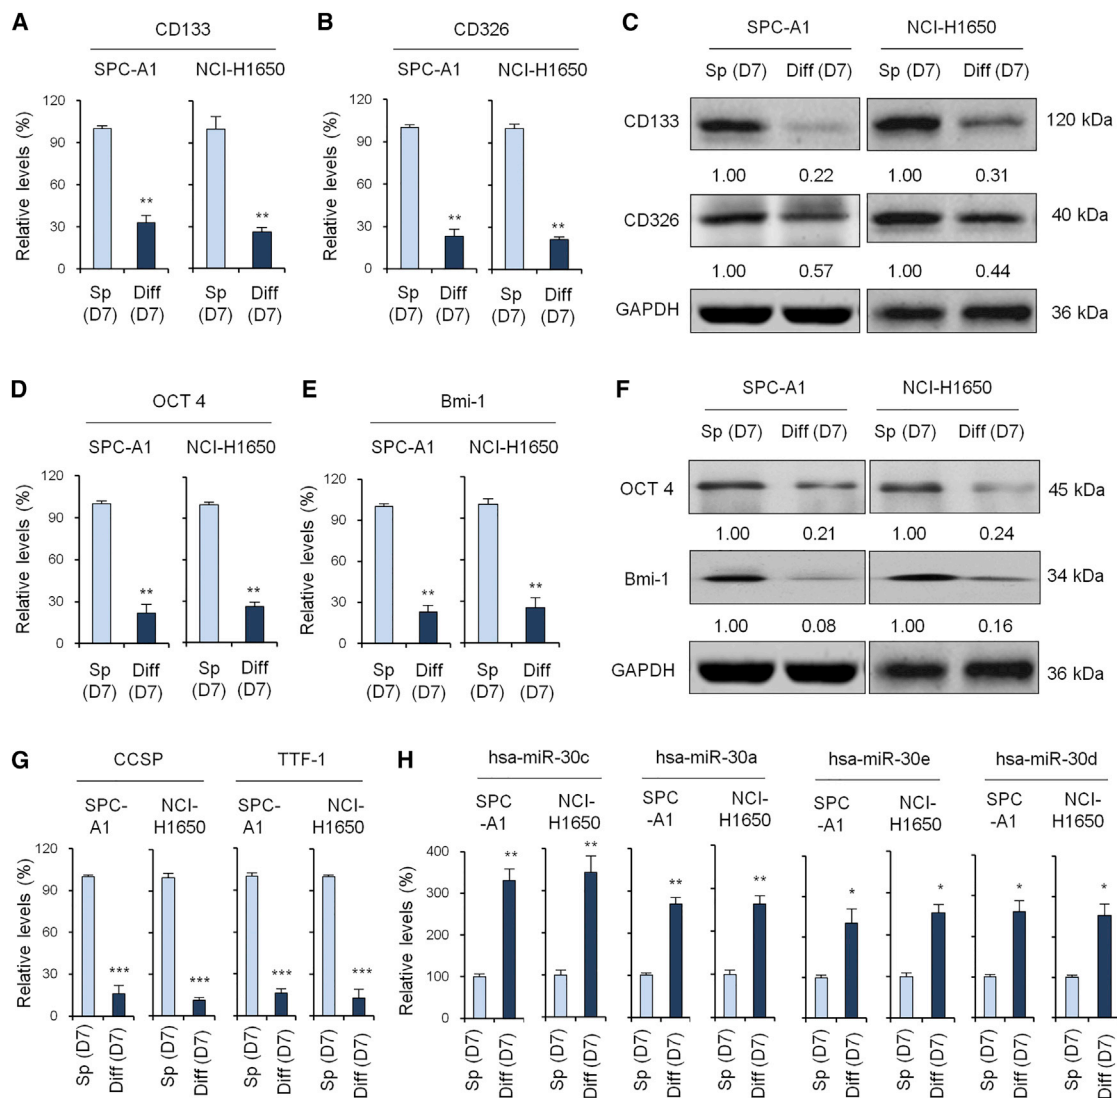 A
CD133
SPC-A1 NCI-H1650
Relative levels (%)
120
90
60
30
0
Sp (D7) Diff (D7) Sp (D7) Diff (D7)
** **
B
CD326
SPC-A1 NCI-H1650
Relative levels (%)
120
90
60
30
0
Sp (D7) Diff (D7) Sp (D7) Diff (D7)
** **
C
SPC-A1 NCI-H1650
Sp (D7) Diff (D7) Sp (D7) Diff (D7)
CD133 120 kDa
1.00 0.22 1.00 0.31
CD326 40 kDa
1.00 0.57 1.00 0.44
GAPDH 36 kDa
D
OCT 4
SPC-A1 NCI-H1650
Relative levels (%)
120
90
60
30
0
Sp (D7) Diff (D7) Sp (D7) Diff (D7)
** **
E
Bmi-1
SPC-A1 NCI-H1650
Relative levels (%)
120
90
60
30
0
Sp (D7) Diff (D7) Sp (D7) Diff (D7)
** **
F
SPC-A1 NCI-H1650
Sp (D7) Diff (D7) Sp (D7) Diff (D7)
OCT 4 45 kDa
1.00 0.21 1.00 0.24
Bmi-1 34 kDa
1.00 0.08 1.00 0.16
GAPDH 36 kDa
G
CCSP TTF-1
SPC- NCI- SPC- NCI-
A1 H1650 A1 H1650
Relative levels (%)
120
90
60
30
0
*** *** *** ***
Sp (D7) Diff (D7) Sp (D7) Diff (D7) Sp (D7) Diff (D7) Sp (D7) Diff (D7)
H
hsa-miR-30c hsa-miR-30a hsa-miR-30e hsa-miR-30d
SPC NCI- SPC NCI- SPC NCI- SPC NCI-
-A1 H1650 -A1 H1650 -A1 H1650 -A1 H1650
Relative levels (%)
400
300
200
100
0
** ** ** ** * * * *
Sp (D7) Diff (D7) Sp (D7) Diff (D7) Sp (D7) Diff (D7) Sp (D7) Diff (D7) Sp (D7) Diff (D7) Sp (D7) Diff (D7) Sp (D7) Diff (D7) Sp (D7) Diff (D7)